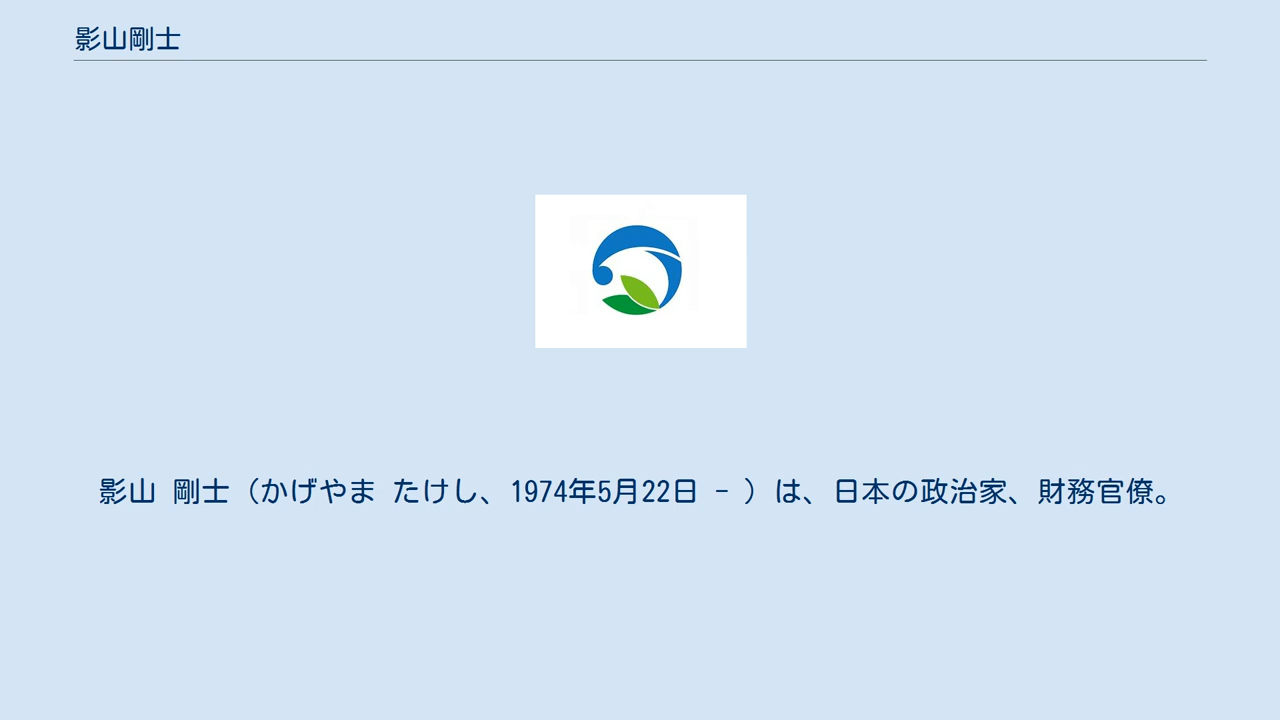 影山剛士
影山 剛士（かげやま たけし、1974年5月22日 - ）は、日本の政治家、財務官僚。